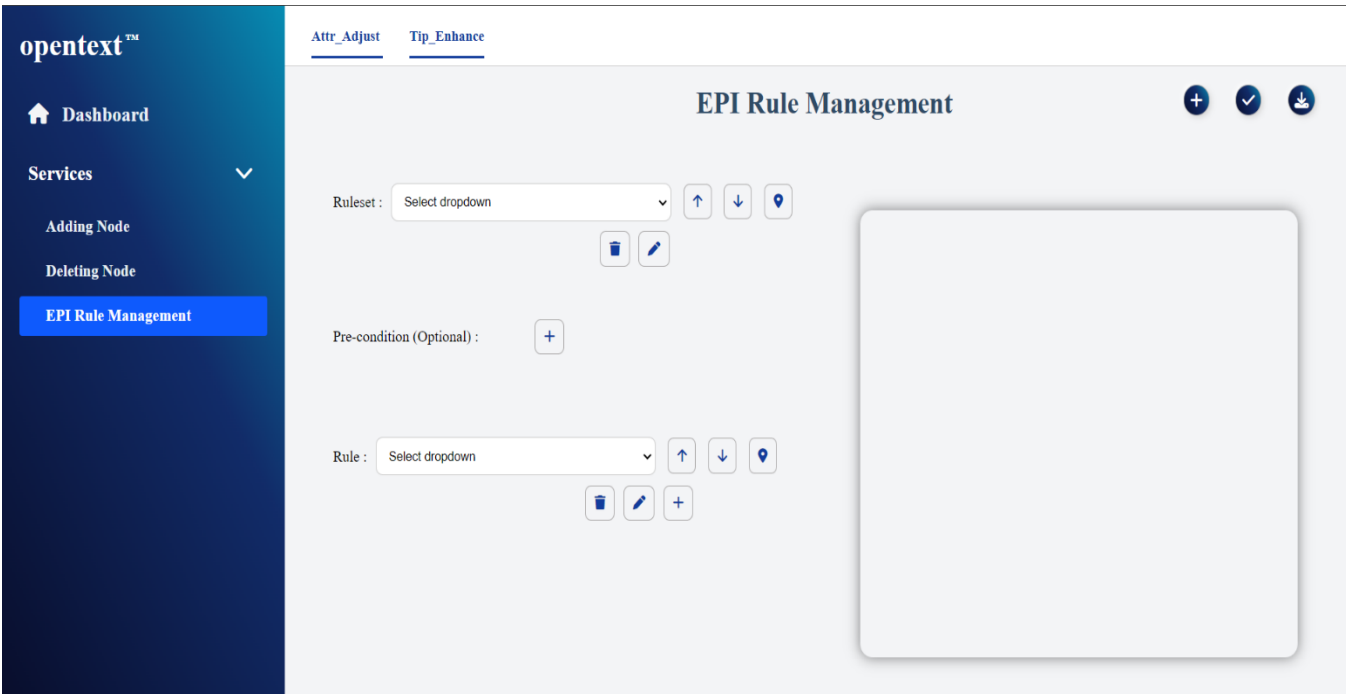 opentext™
Attr_Adjust Tip_Enhance
Dashboard
EPI Rule Management
Services
Adding Node
Deleting Node
EPI Rule Management
Ruleset : Select dropdown
Pre-condition (Optional) :
Rule : Select dropdown